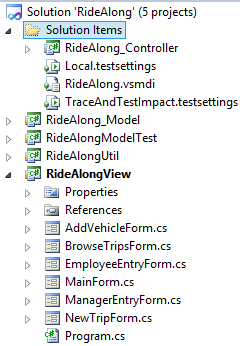 Solution 'RideAlong' (5 projects)
Solution Items
RideAlong_Controller
Local.testsettings
RideAlong.vsmdi
TraceAndTestImpact.testsettings
RideAlong_Model
RideAlongModelTest
RideAlongUtil
RideAlongView
Properties
References
AddVehicleForm.cs
BrowseTripsForm.cs
EmployeeEntryForm.cs
MainForm.cs
ManagerEntryForm.cs
NewTripForm.cs
Program.cs